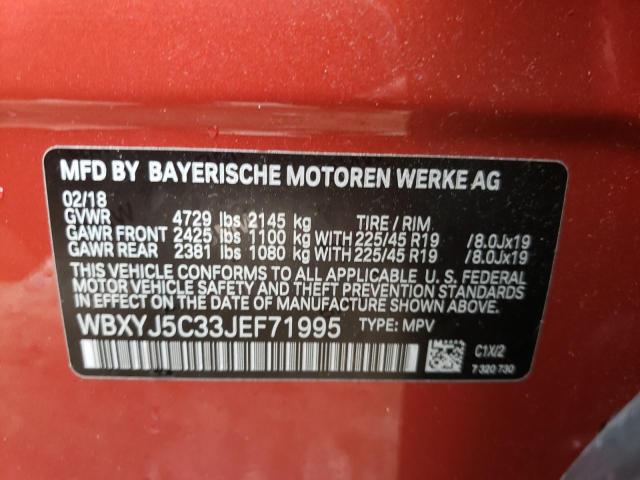 MFD BY BAYERISCHE MOTOREN WERKE AG
02/18
GVWR 4729 lbs 2145 kg TIRE / RIM
GAWR FRONT 2425 lbs 1100 kg WITH 225/45 R19 /8.0Jx19
GAWR REAR 2381 lbs 1080 kg WITH 225/45 R19 /8.0Jx19
THIS VEHICLE CONFORMS TO ALL APPLICABLE U. S. FEDERAL
MOTOR VEHICLE SAFETY AND THEFT PREVENTION STANDARDS
IN EFFECT ON THE DATE OF MANUFACTURE SHOWN ABOVE.
WBXYJ5C33JEF71995 TYPE: MPV
C1X/2
7 320 730